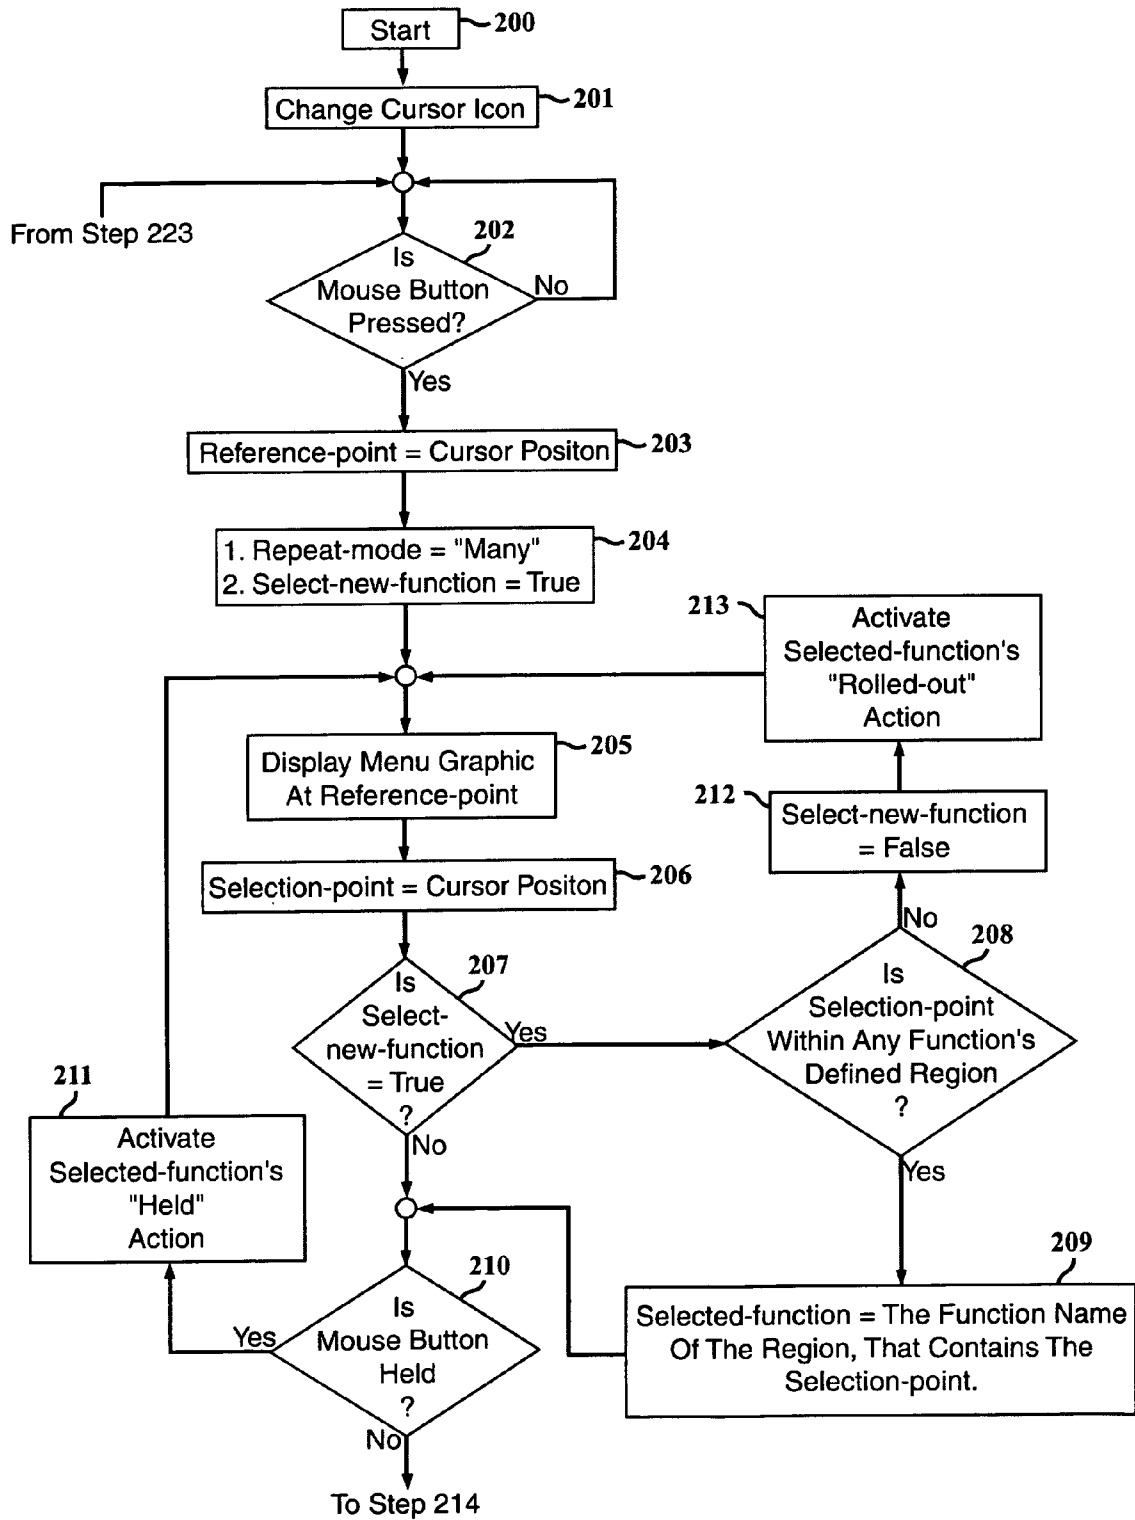 Start
200
Change Cursor Icon
201
From Step 223
202
Is
Mouse Button
Pressed?
No
Yes
Reference-point = Cursor Positon
203
1. Repeat-mode = "Many"
2. Select-new-function = True
204
213
Activate
Selected-function's
"Rolled-out"
Action
Display Menu Graphic
At Reference-point
205
212
Select-new-function
= False
Selection-point = Cursor Positon
206
No
208
Is
Selection-point
Within Any Function's
Defined Region
?
Yes
207
Is
Select-
new-function
= True
?
Yes
No
211
Activate
Selected-function's
"Held"
Action
209
Selected-function = The Function Name
Of The Region, That Contains The
Selection-point.
210
Is
Mouse Button
Held
?
Yes
No
To Step 214